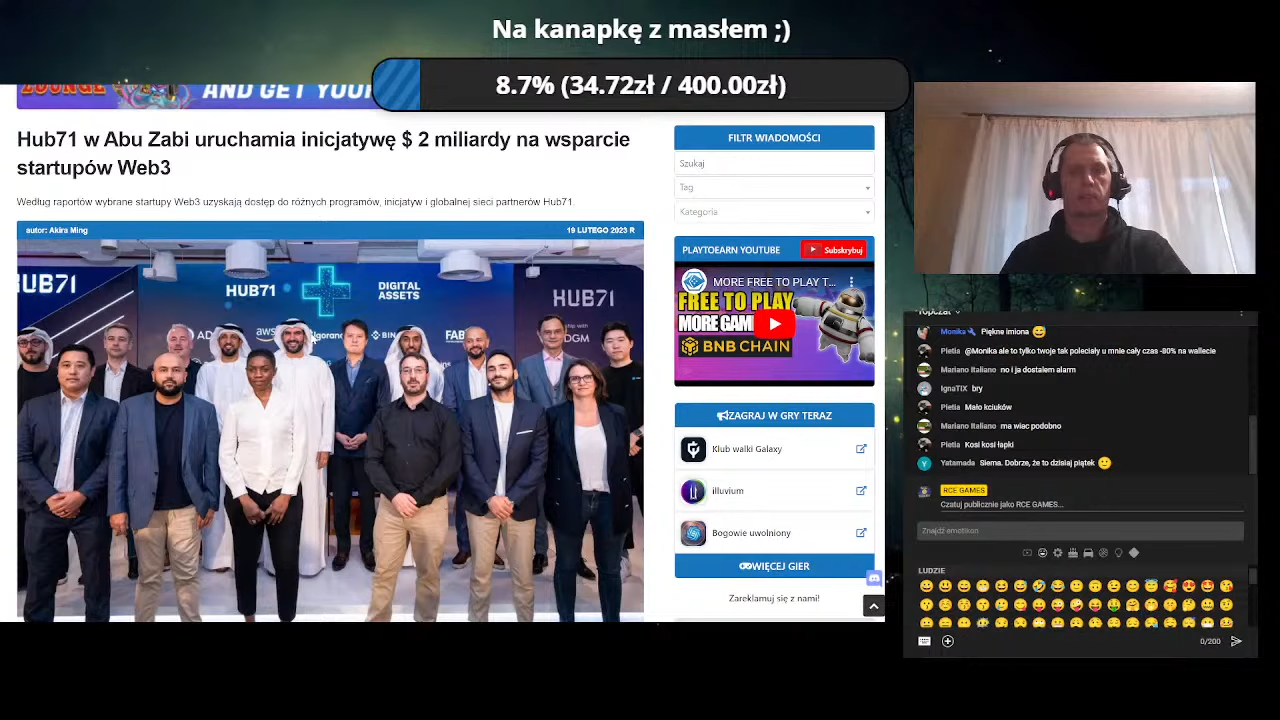 Na kanapkę z masłem ;)
8.7% (34.72zł / 400.00zł)
LOUNGE
AND GET YOUR
Hub71 w Abu Zabi uruchamia inicjatywę $ 2 miliardy na wsparcie
startupów Web3
Według raportów wybrane startupy Web3 uzyskają dostęp do różnych programów, inicjatyw i globalnej sieci partnerów Hub71.
autor: Akira Ming
19 LUTEGO 2023 R
HUB71
HUB71
DIGITAL
ASSETS
HUB71
aws
FILTR WIADOMOŚCI
Szukaj
Tag
Kategoria
PLAYTOEARN YOUTUBE
Subskrybuj
MORE FREE TO PLAY T...
FREE TO PLAY
MORE GAM
BNB CHAIN
ZAGRAJ W GRY TERAZ
Klub walki Galaxy
illuvium
Bogowie uwolniony
WIĘCEJ GIER
Zareklamuj się z nami!
Topczat
Monika Piękne imiona
Pietia @Monika ale to tylko twoje tak poleciały u mnie cały czas -80% na wallecie
Mariano Italiano no i ja dostałem alarm
IgnaTIX bry
Pietia Mało kciuków
Mariano Italiano ma wiac podobno
Pietia Kosi kosi łapki
Yatamada Siema. Dobrze, że to dzisiaj piątek
RCE GAMES
Czatuj publicznie jako RCE GAMES...
Znajdź emotikon
LUDZIE
0/200